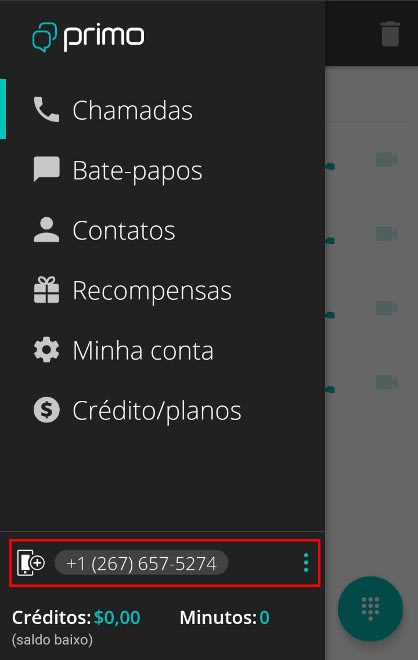 primo
Chamadas
Bate-papos
Contatos
Recompensas
Minha conta
Crédito/planos
+1 (267) 657-5274
Créditos: $0,00 Minutos: 0
(saldo baixo)